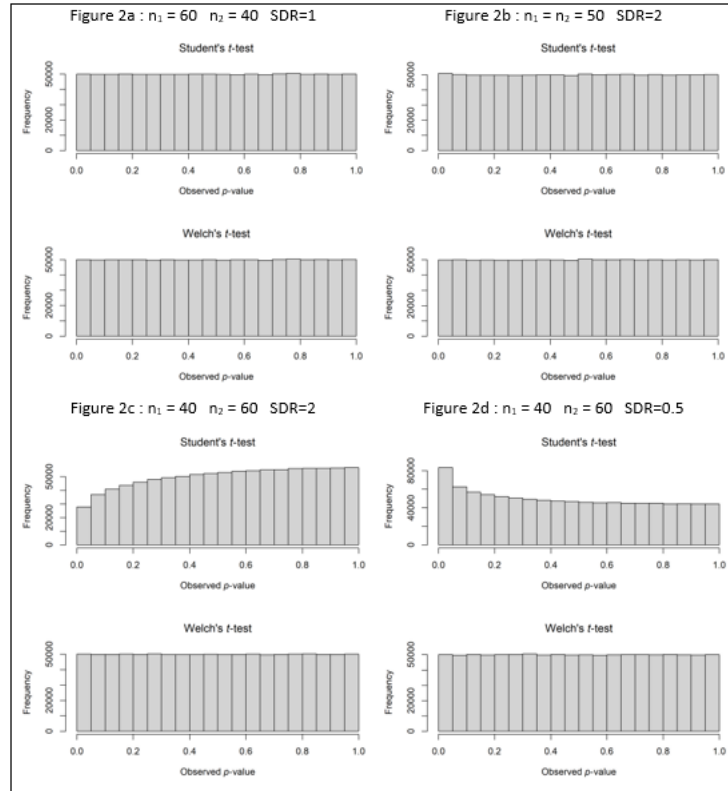 Figure 2a : n₁ = 60 n₂ = 40 SDR=1
Student's t-test
Frequency
50000
20000
0
0.0 0.2 0.4 0.6 0.8 1.0
Observed p-value
Welch's t-test
Frequency
50000
20000
0
0.0 0.2 0.4 0.6 0.8 1.0
Observed p-value
Figure 2b : n₁ = n₂ = 50 SDR=2
Student's t-test
Frequency
50000
20000
0
0.0 0.2 0.4 0.6 0.8 1.0
Observed p-value
Welch's t-test
Frequency
50000
20000
0
0.0 0.2 0.4 0.6 0.8 1.0
Observed p-value
Figure 2c : n₁ = 40 n₂ = 60 SDR=2
Student's t-test
Frequency
50000
20000
0
0.0 0.2 0.4 0.6 0.8 1.0
Observed p-value
Welch's t-test
Frequency
50000
20000
0
0.0 0.2 0.4 0.6 0.8 1.0
Observed p-value
Figure 2d : n₁ = 40 n₂ = 60 SDR=0.5
Student's t-test
Frequency
80000
40000
0
0.0 0.2 0.4 0.6 0.8 1.0
Observed p-value
Welch's t-test
Frequency
50000
20000
0
0.0 0.2 0.4 0.6 0.8 1.0
Observed p-value